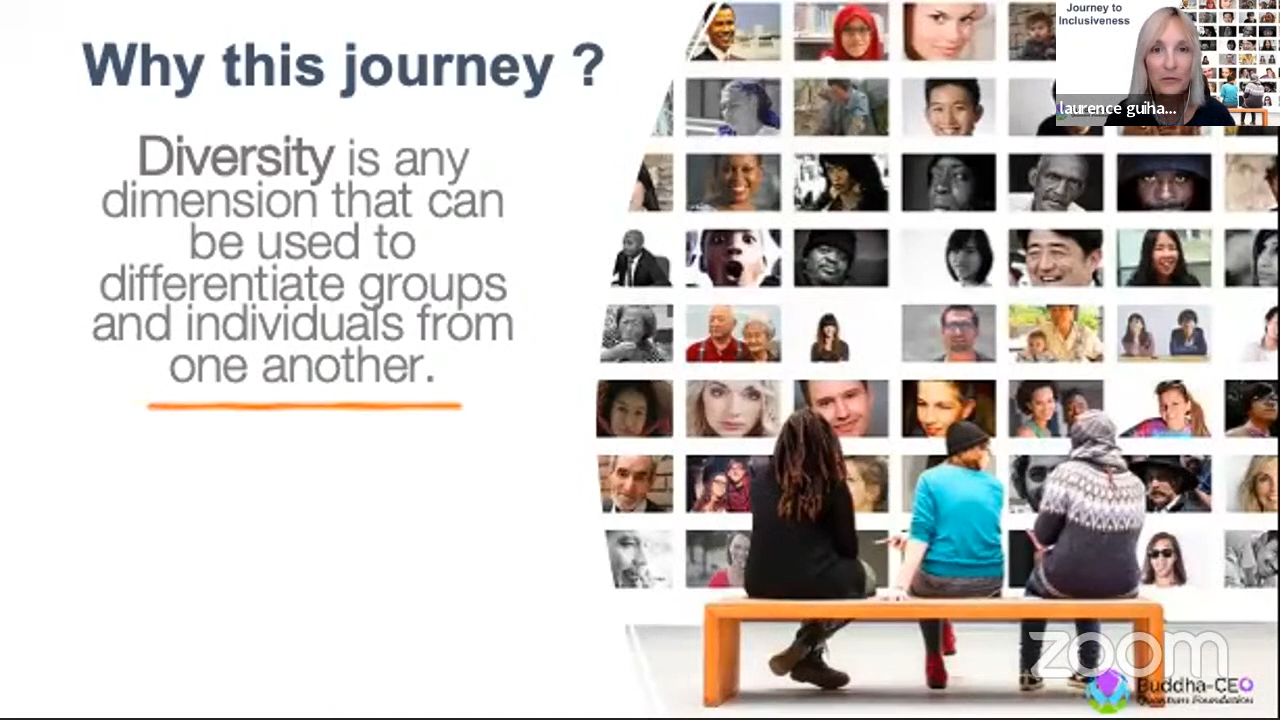 Why this journey ?
Diversity is any
dimension that can
be used to
differentiate groups
and individuals from
one another.
Journey to
Inclusiveness
laurence guiha...
zoom
Buddha-CEO
Quantum Foundation